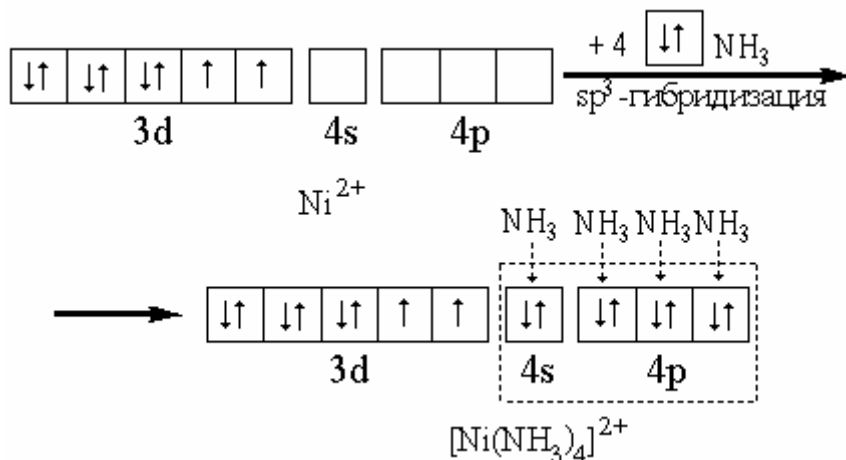 + 4 ↓↑ NH₃
↓↑ ↓↑ ↓↑ ↑ ↑
sp³-гибридизация
3d 4s 4p
Ni²⁺
NH₃ NH₃ NH₃ NH₃
↓↑ ↓↑ ↓↑ ↑ ↑ ↓↑ ↓↑ ↓↑ ↓↑
3d 4s 4p
[Ni(NH₃)₄]²⁺